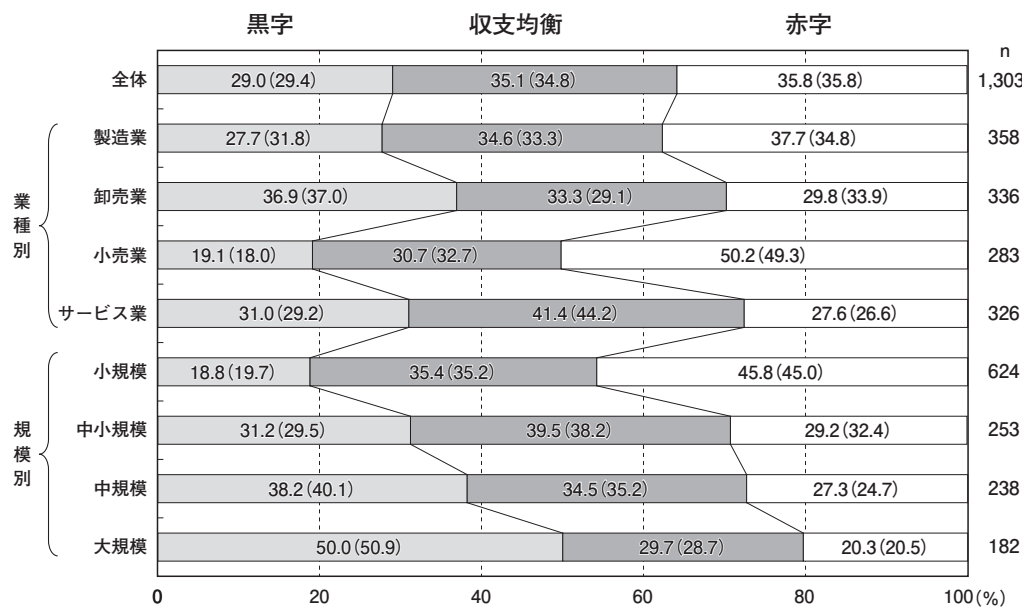 黒字 収支均衡 赤字
n
全体 29.0(29.4) 35.1(34.8) 35.8(35.8) 1,303
業種別
製造業 27.7(31.8) 34.6(33.3) 37.7(34.8) 358
卸売業 36.9(37.0) 33.3(29.1) 29.8(33.9) 336
小売業 19.1(18.0) 30.7(32.7) 50.2(49.3) 283
サービス業 31.0(29.2) 41.4(44.2) 27.6(26.6) 326
規模別
小規模 18.8(19.7) 35.4(35.2) 45.8(45.0) 624
中小規模 31.2(29.5) 39.5(38.2) 29.2(32.4) 253
中規模 38.2(40.1) 34.5(35.2) 27.3(24.7) 238
大規模 50.0(50.9) 29.7(28.7) 20.3(20.5) 182
0 20 40 60 80 100(%)